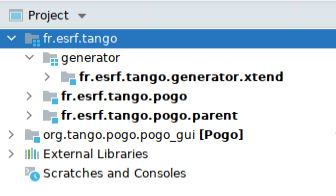 Project
fr.esrf.tango
generator
fr.esrf.tango.generator.xtend
fr.esrf.tango.pogo
fr.esrf.tango.pogo.parent
org.tango.pogo.pogo_gui [Pogo]
External Libraries
Scratches and Consoles